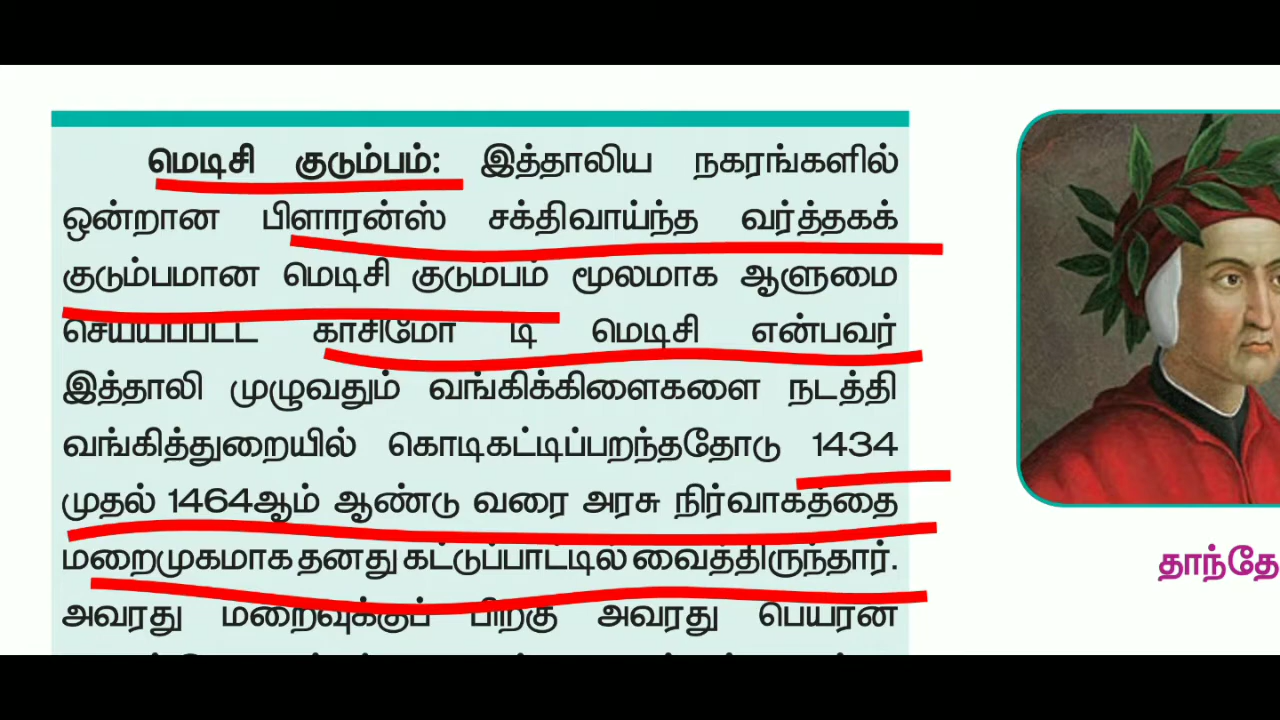 மெடிசி குடும்பம்: இத்தாலிய நகரங்களில்
ஒன்றான பிளாரன்ஸ் சக்திவாய்ந்த வர்த்தகக்
குடும்பமான மெடிசி குடும்பம் மூலமாக ஆளுமை
செய்யப்பட்ட காசிமோ டி மெடிசி என்பவர்
இத்தாலி முழுவதும் வங்கிக்கிளைகளை நடத்தி
வங்கித்துறையில் கொடிகட்டிப்பறந்ததோடு 1434
முதல் 1464ஆம் ஆண்டு வரை அரசு நிர்வாகத்தை
மறைமுகமாக தனது கட்டுப்பாட்டில் வைத்திருந்தார்.
அவரது மறைவுக்குப் பிறகு அவரது பெயரன்
தாந்தே